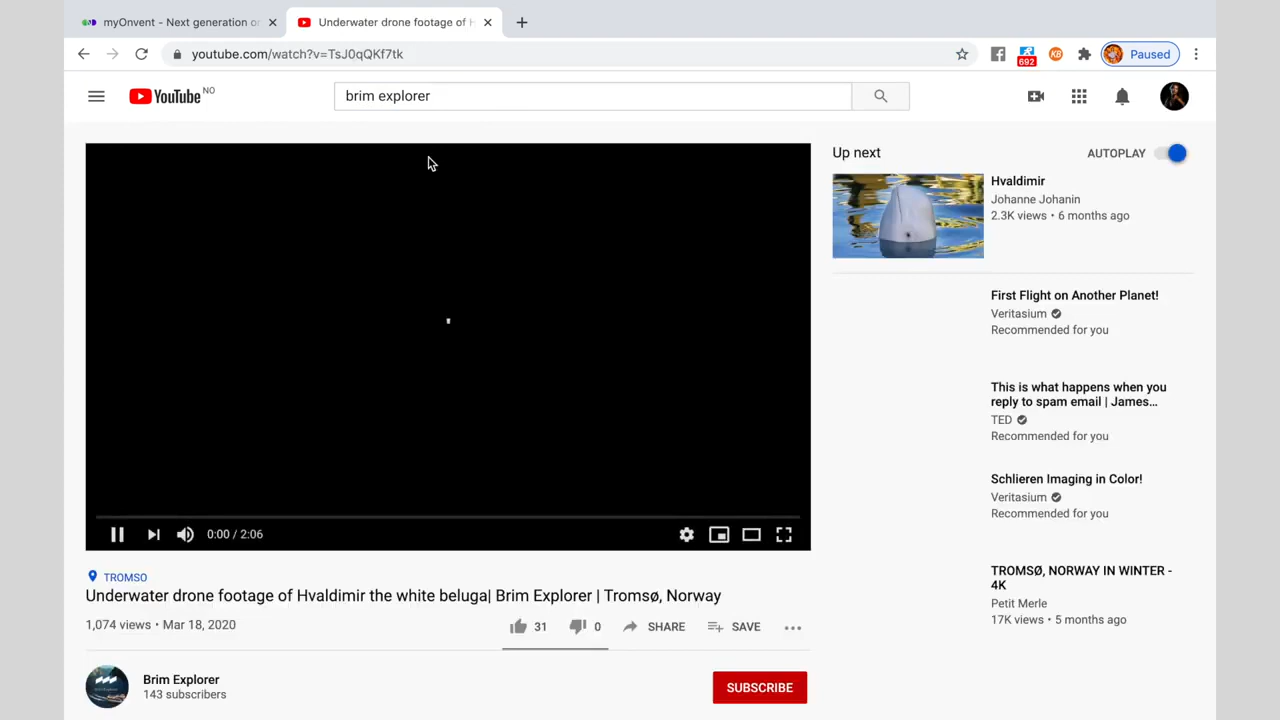 myOnvent - Next generation or
Underwater drone footage of H
youtube.com/watch?v=TsJ0qQKf7tk
692
KB
Paused
YouTube NO
brim explorer
Up next
AUTOPLAY
Hvaldimir
Johanne Johanin
2.3K views • 6 months ago
First Flight on Another Planet!
Veritasium
Recommended for you
This is what happens when you
reply to spam email | James...
TED
Recommended for you
Schlieren Imaging in Color!
Veritasium
Recommended for you
TROMSØ, NORWAY IN WINTER -
4K
Petit Merle
17K views • 5 months ago
0:00 / 2:06
TROMSO
Underwater drone footage of Hvaldimir the white beluga| Brim Explorer | Tromsø, Norway
1,074 views • Mar 18, 2020
31
0
SHARE
SAVE
Brim Explorer
143 subscribers
SUBSCRIBE